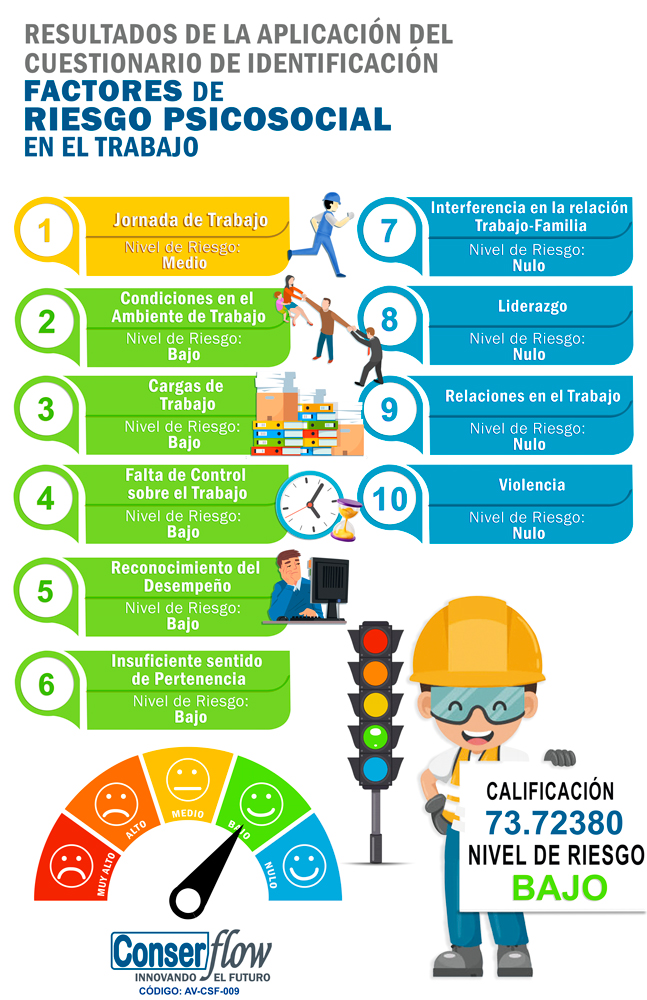 RESULTADOS DE LA APLICACIÓN DEL
CUESTIONARIO DE IDENTIFICACIÓN
FACTORES DE
RIESGO PSICOSOCIAL
EN EL TRABAJO
1
Jornada de Trabajo
Nivel de Riesgo:
Medio
2
Condiciones en el
Ambiente de Trabajo
Nivel de Riesgo:
Bajo
3
Cargas de
Trabajo
Nivel de Riesgo:
Bajo
4
Falta de Control
sobre el Trabajo
Nivel de Riesgo:
Bajo
5
Reconocimiento del
Desempeño
Nivel de Riesgo:
Bajo
6
Insuficiente sentido
de Pertenencia
Nivel de Riesgo:
Bajo
7
Interferencia en la relación
Trabajo-Familia
Nivel de Riesgo:
Nulo
8
Liderazgo
Nivel de Riesgo:
Nulo
9
Relaciones en el Trabajo
Nivel de Riesgo:
Nulo
10
Violencia
Nivel de Riesgo:
Nulo
MUY ALTO
ALTO
MEDIO
BAJO
NULO
CALIFICACIÓN
73.72380
NIVEL DE RIESGO
BAJO
Conserflow
INNOVANDO EL FUTURO
CÓDIGO: AV-CSF-009